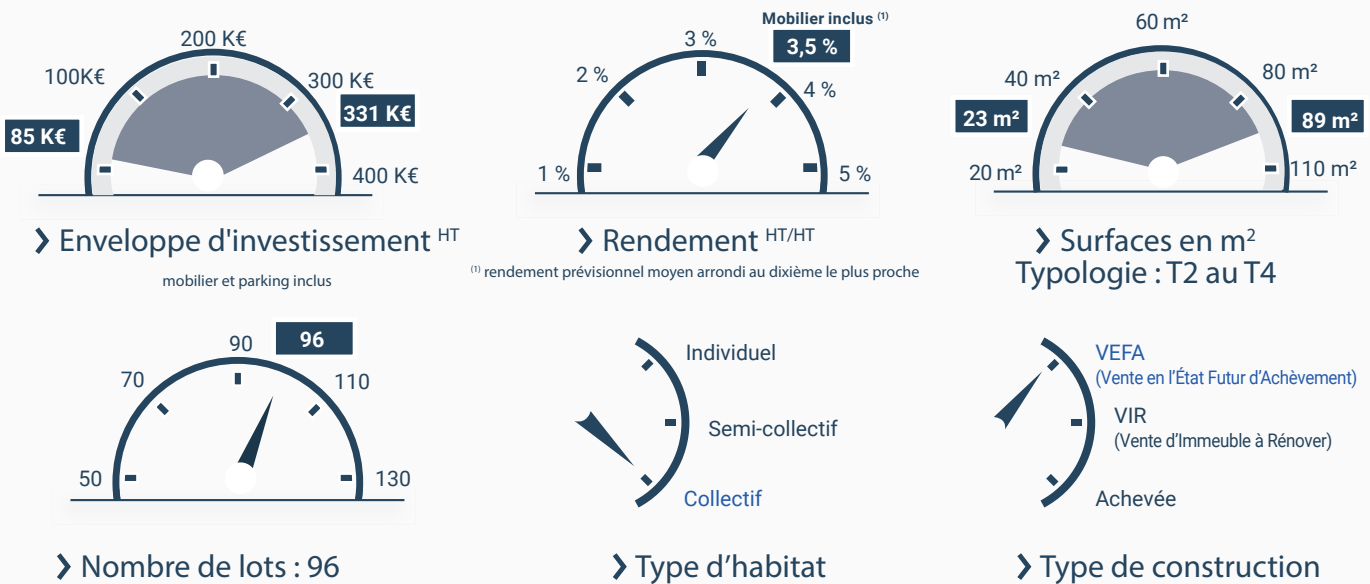 200 K€
100K€
300 K€
331 K€
85 K€
400 K€
❯ Enveloppe d'investissement HT
mobilier et parking inclus
Mobilier inclus (1)
3,5 %
3 %
2 %
4 %
1 %
5 %
❯ Rendement HT/HT
(1) rendement prévisionnel moyen arrondi au dixième le plus proche
60 m²
40 m²
80 m²
23 m²
89 m²
20 m²
110 m²
❯ Surfaces en m²
Typologie : T2 au T4
90
96
70
110
50
130
❯ Nombre de lots : 96
Individuel
Semi-collectif
Collectif
❯ Type d’habitat
VEFA
(Vente en l’État Futur d’Achèvement)
VIR
(Vente d’Immeuble à Rénover)
Achevée
❯ Type de construction